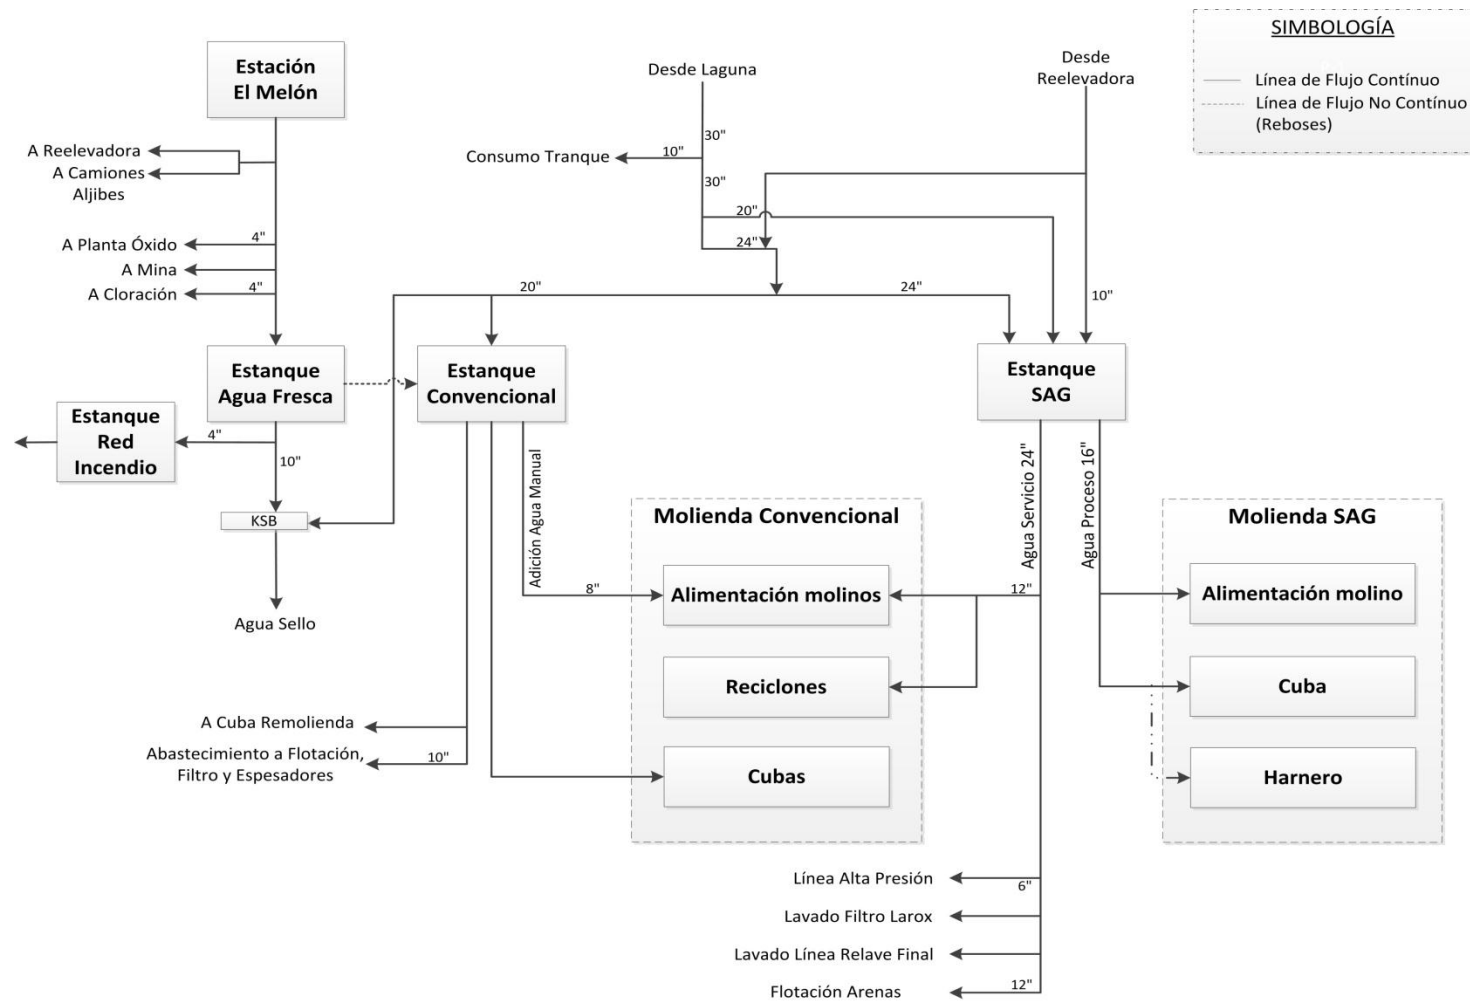 SIMBOLOGÍA
Línea de Flujo Contínuo
Línea de Flujo No Contínuo
(Reboses)
Estación
El Melón
Desde Laguna
Desde
Reelevadora
30"
A Reelevadora
A Camiones
Aljibes
Consumo Tranque
10"
30"
20"
A Planta Óxido
4"
24"
A Mina
A Cloración
4"
20"
24"
10"
Estanque
Agua Fresca
Estanque
Convencional
Estanque
SAG
Estanque
Red
Incendio
4"
10"
KSB
Agua Sello
Adición Agua Manual
8"
Agua Servicio 24"
Agua Proceso 16"
Molienda Convencional
Alimentación molinos
12"
Reciclones
Cubas
Molienda SAG
Alimentación molino
Cuba
Harnero
A Cuba Remolienda
Abastecimiento a Flotación,
Filtro y Espesadores
10"
Línea Alta Presión
6"
Lavado Filtro Larox
Lavado Línea Relave Final
Flotación Arenas
12"